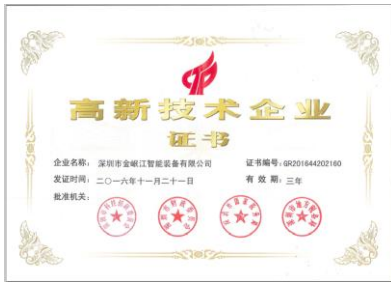 高新技术企业
证书
企业名称： 深圳市金岷江智能装备有限公司 证书编号：GR201644202160
发证时间： 二〇一六年十一月二十一日 有 效 期：三年
批准机关：